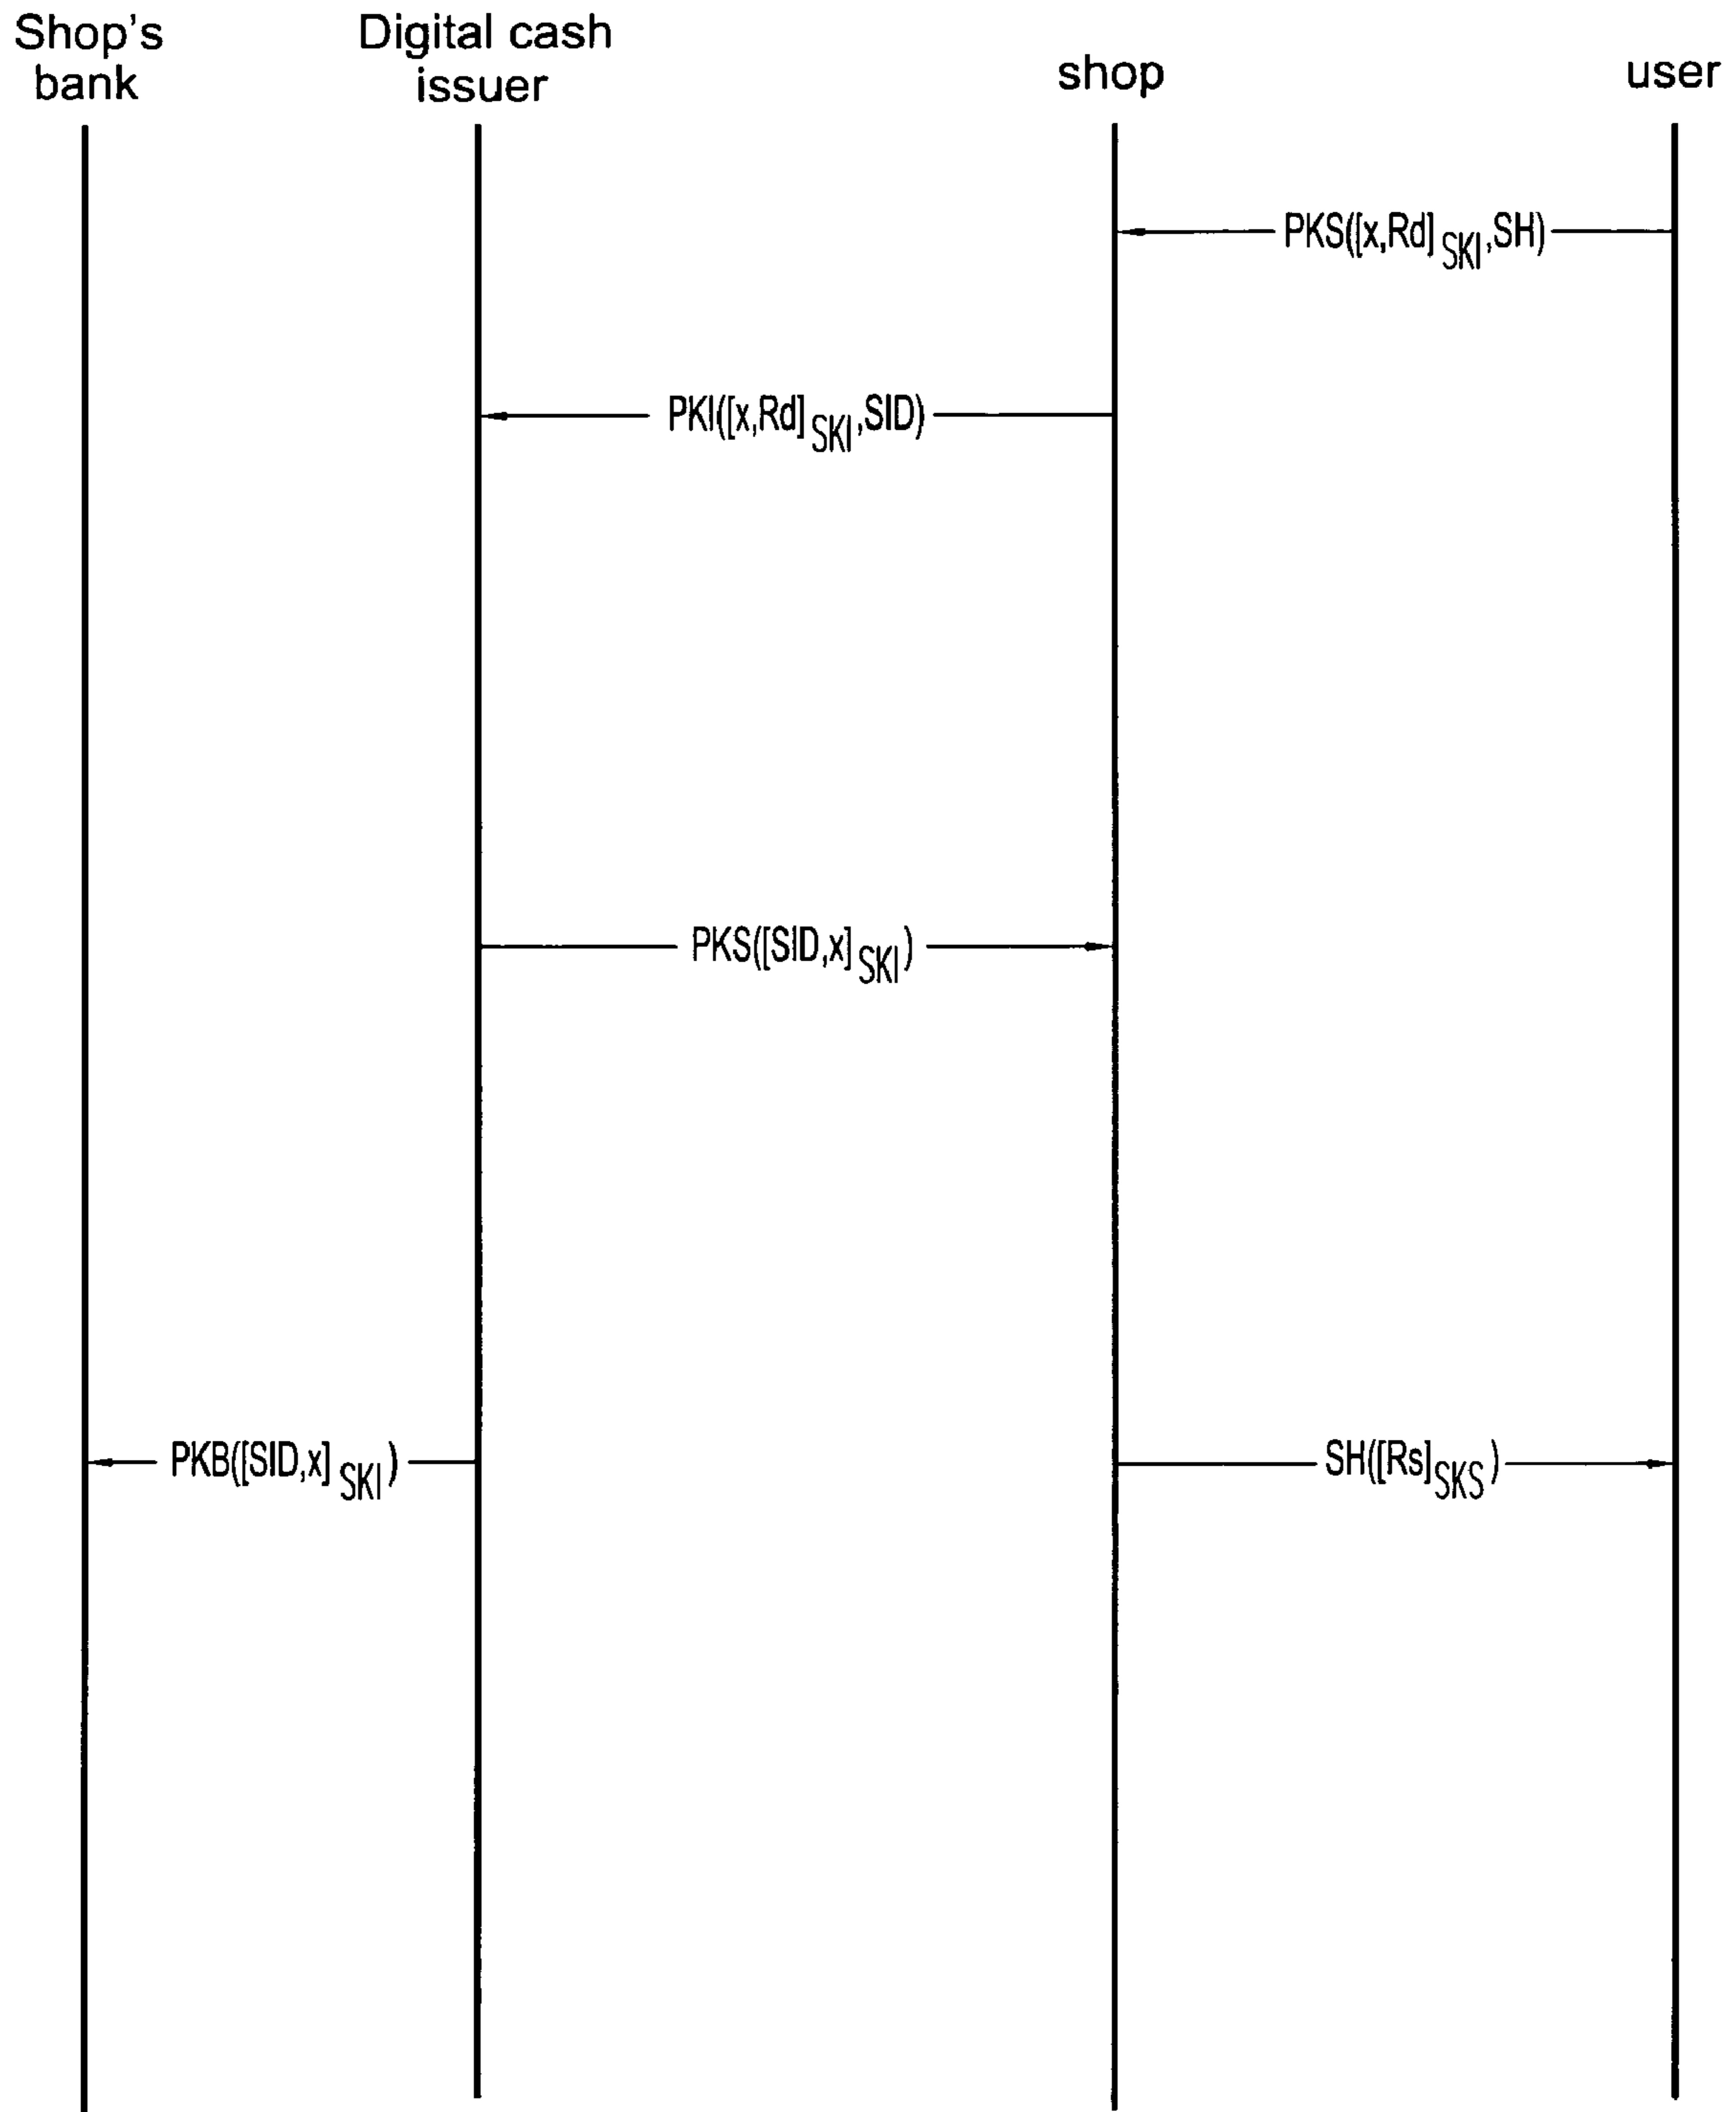 Shop's
bank
Digital cash
issuer
shop
user
PKS([x,Rd]SKI,SH)
PKI([x,Rd]SKI,SID)
PKS([SID,x]SKI)
PKB([SID,x]SKI)
SH([Rs]SKS)